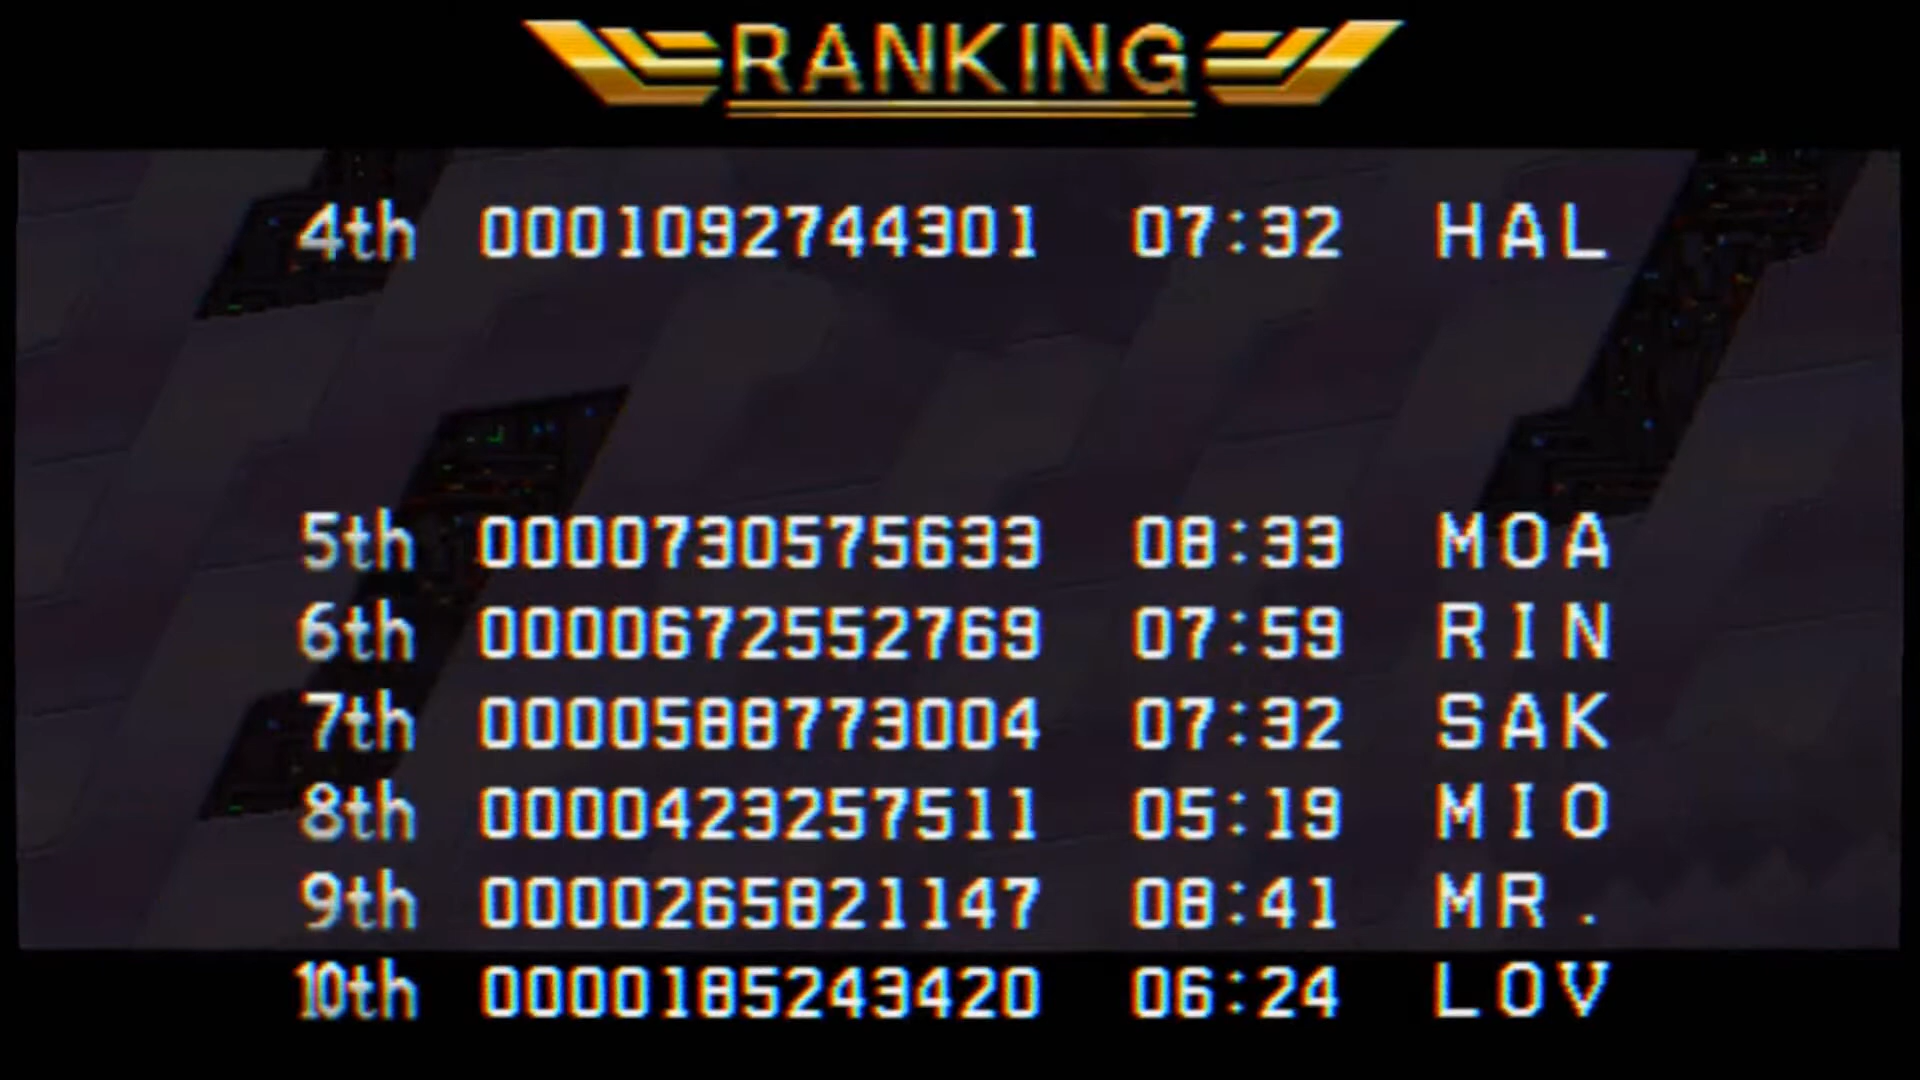 RANKING
4th 0001092744301 07:32 HAL
5th 0000730575633 08:33 MOA
6th 0000672552769 07:59 RIN
7th 0000588773004 07:32 SAK
8th 0000423257511 05:19 MIO
9th 0000265821147 08:41 MR.
10th 0000185243420 06:24 LOV